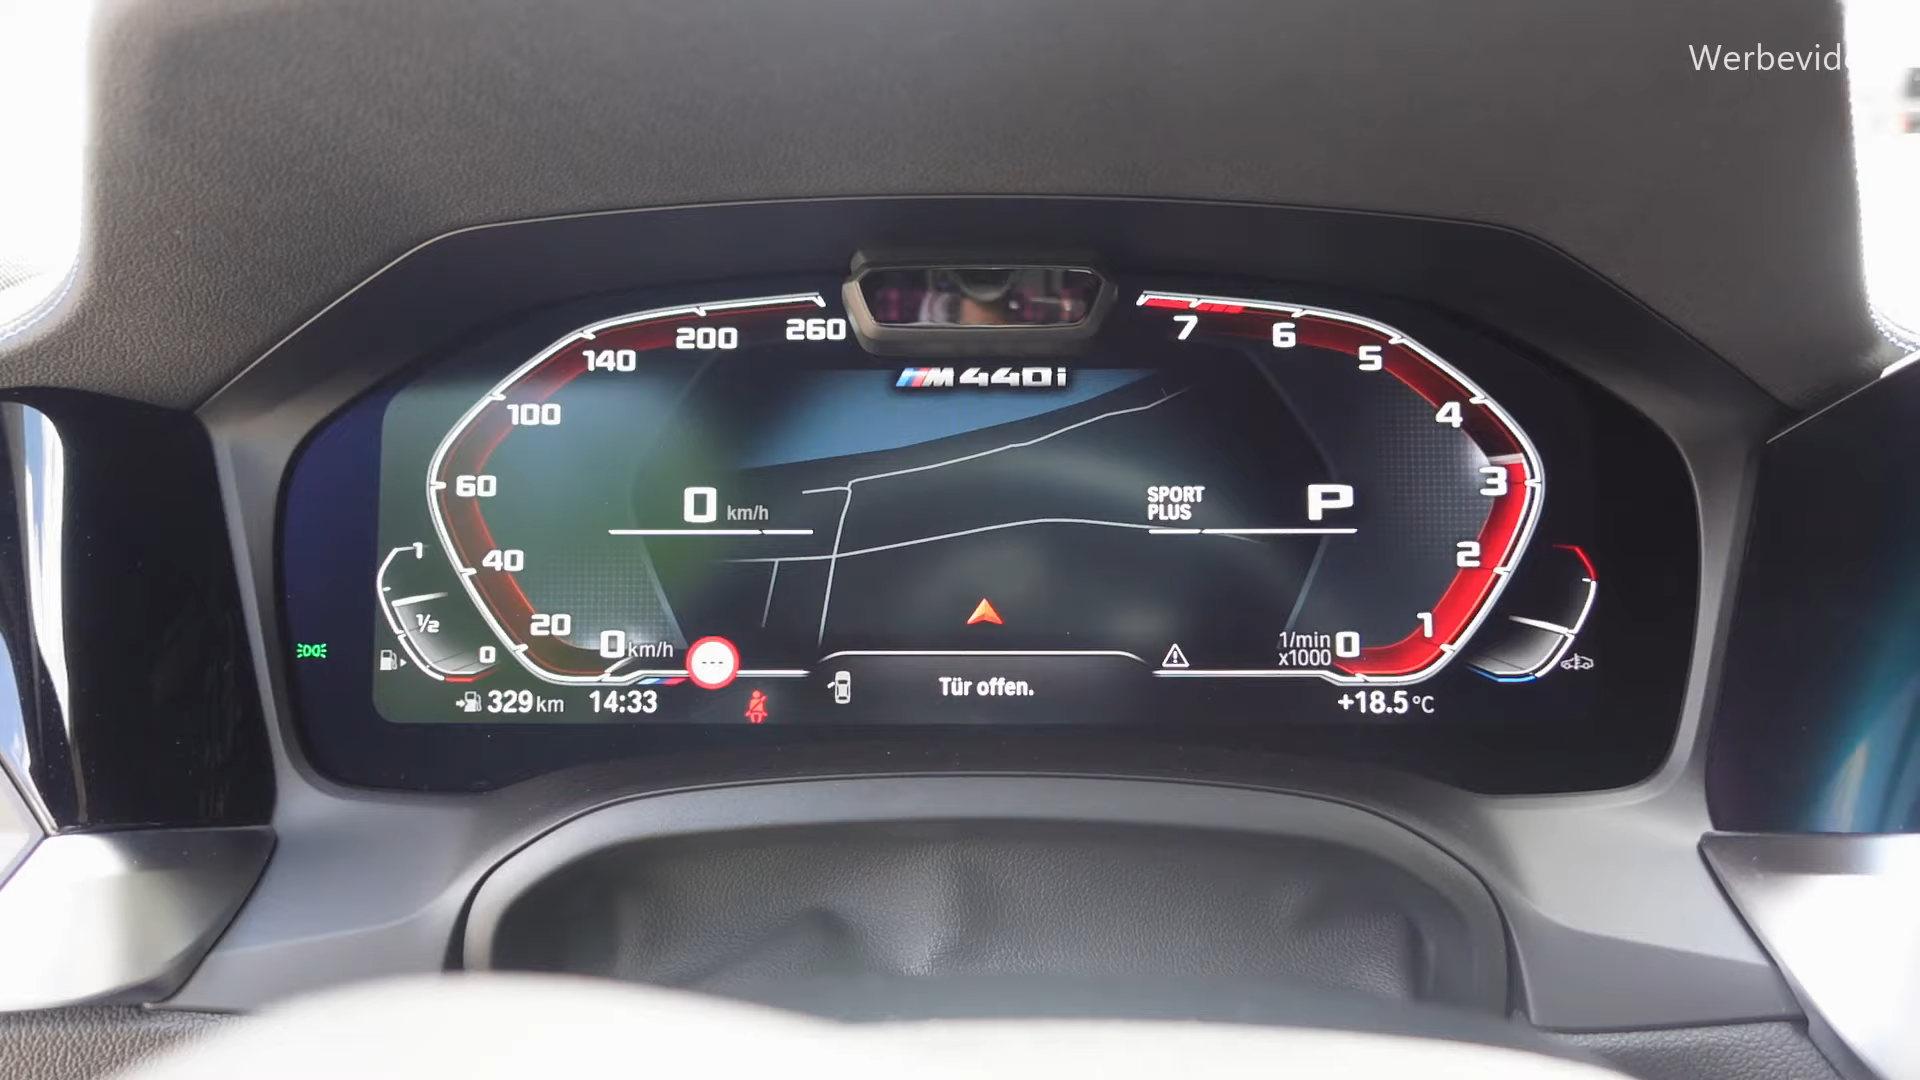 Werbevide
260
200
140
100
60
40
20
0 km/h
7
6
5
4
3
2
1
0
1/min
x1000
M440i
0 km/h
SPORT
PLUS
P
1
1/2
0
---
329 km
14:33
Tür offen.
+18.5 °C